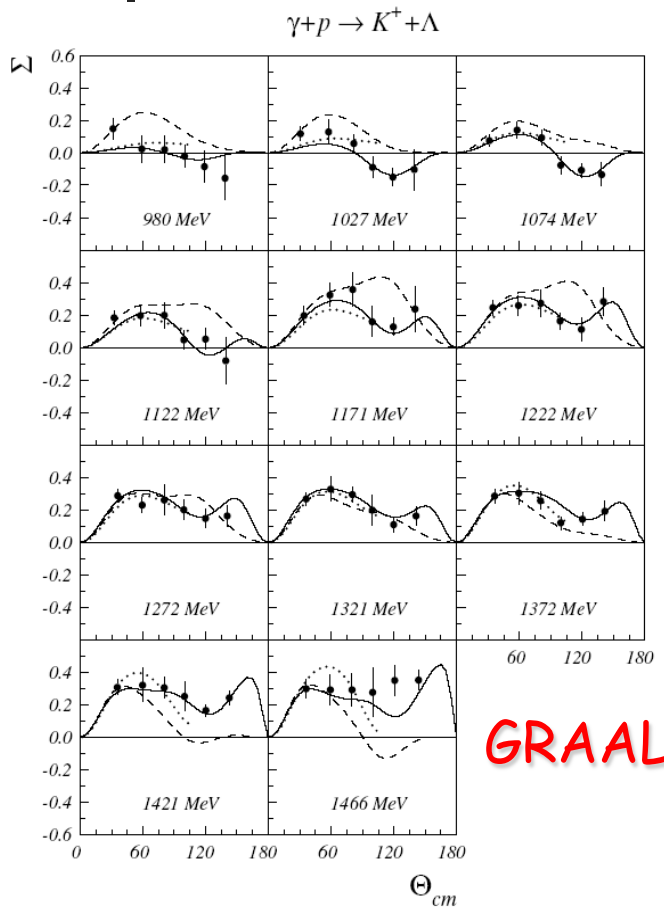 γ+p → K⁺+Λ
Σ
0.6
0.4
0.2
0.0
-0.2
-0.4
980 MeV
1027 MeV
1074 MeV
0.4
0.2
0.0
-0.2
-0.4
1122 MeV
1171 MeV
1222 MeV
0.4
0.2
0.0
-0.2
-0.4
1272 MeV
1321 MeV
1372 MeV
60 120 180
0.4
0.2
0.0
-0.2
-0.4
-0.6
1421 MeV
1466 MeV
GRAAL
0 60 120 180 60 120 180
Θcm